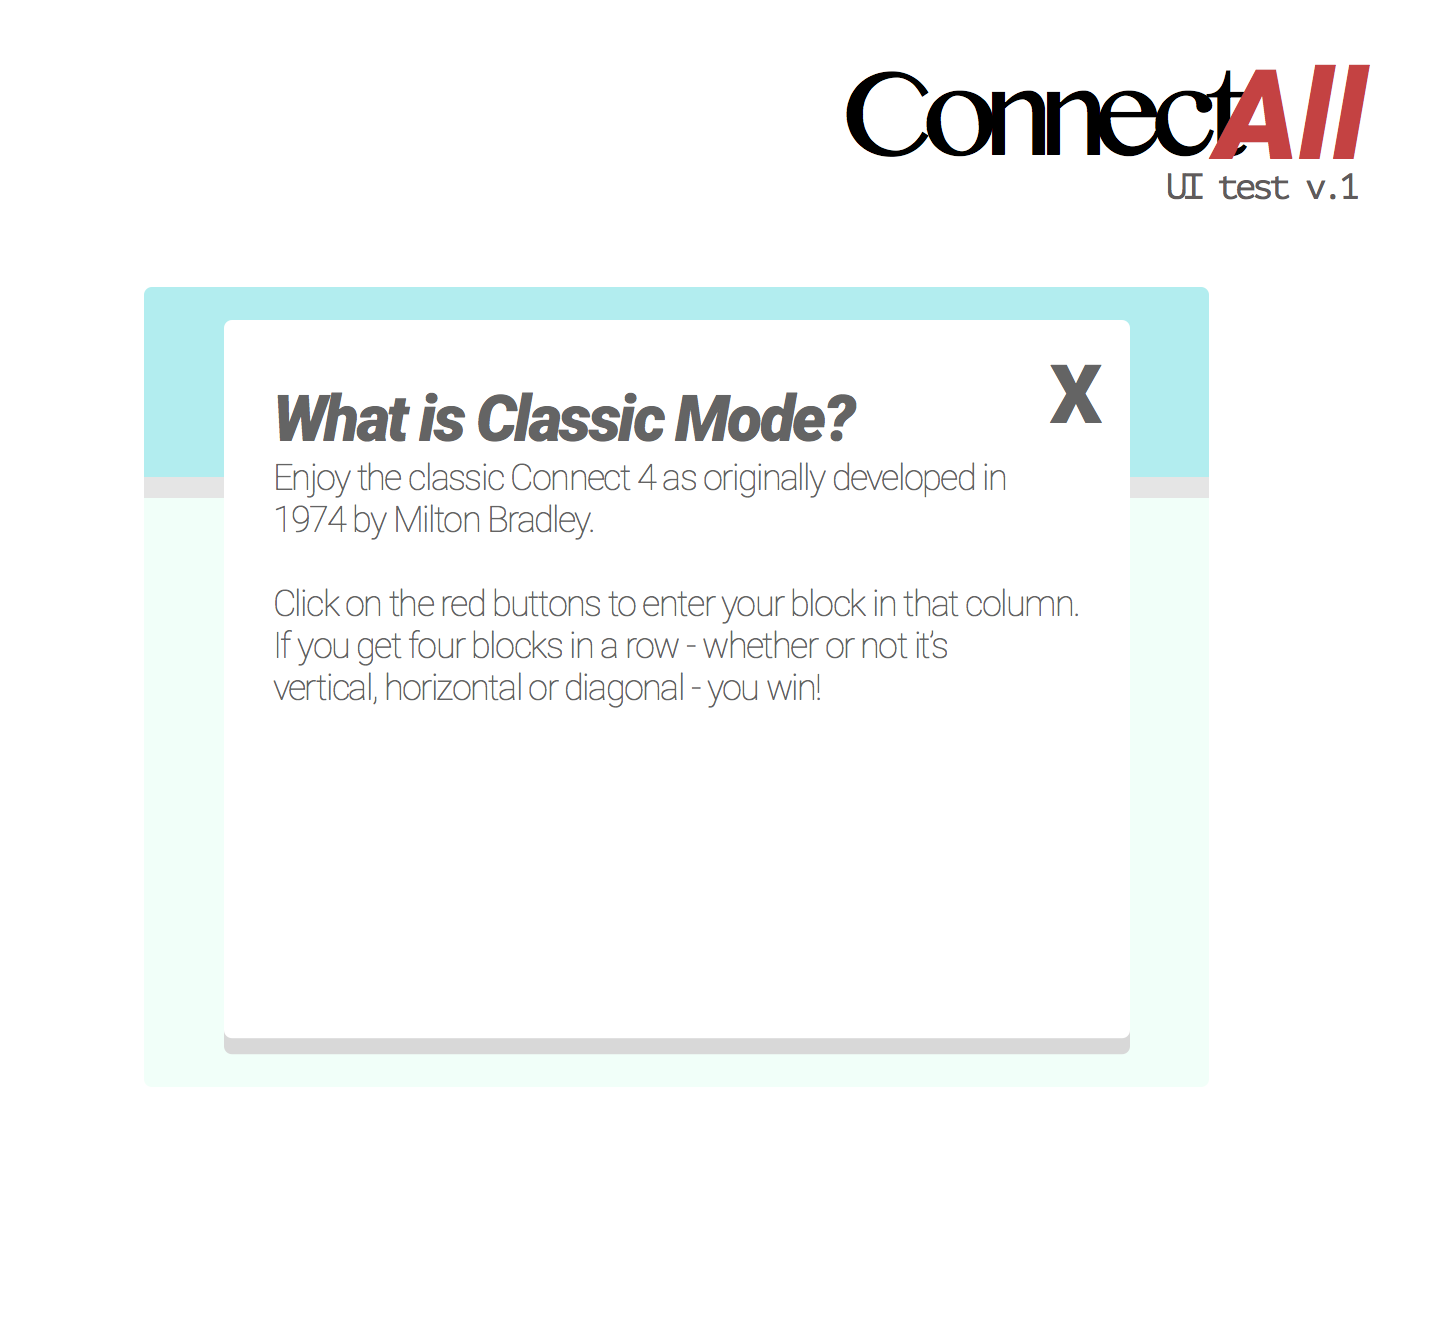 ConnectAll
UI test v.1
X
What is Classic Mode?
Enjoy the classic Connect 4 as originally developed in
1974 by Milton Bradley.
Click on the red buttons to enter your block in that column.
If you get four blocks in a row - whether or not it’s
vertical, horizontal or diagonal - you win!